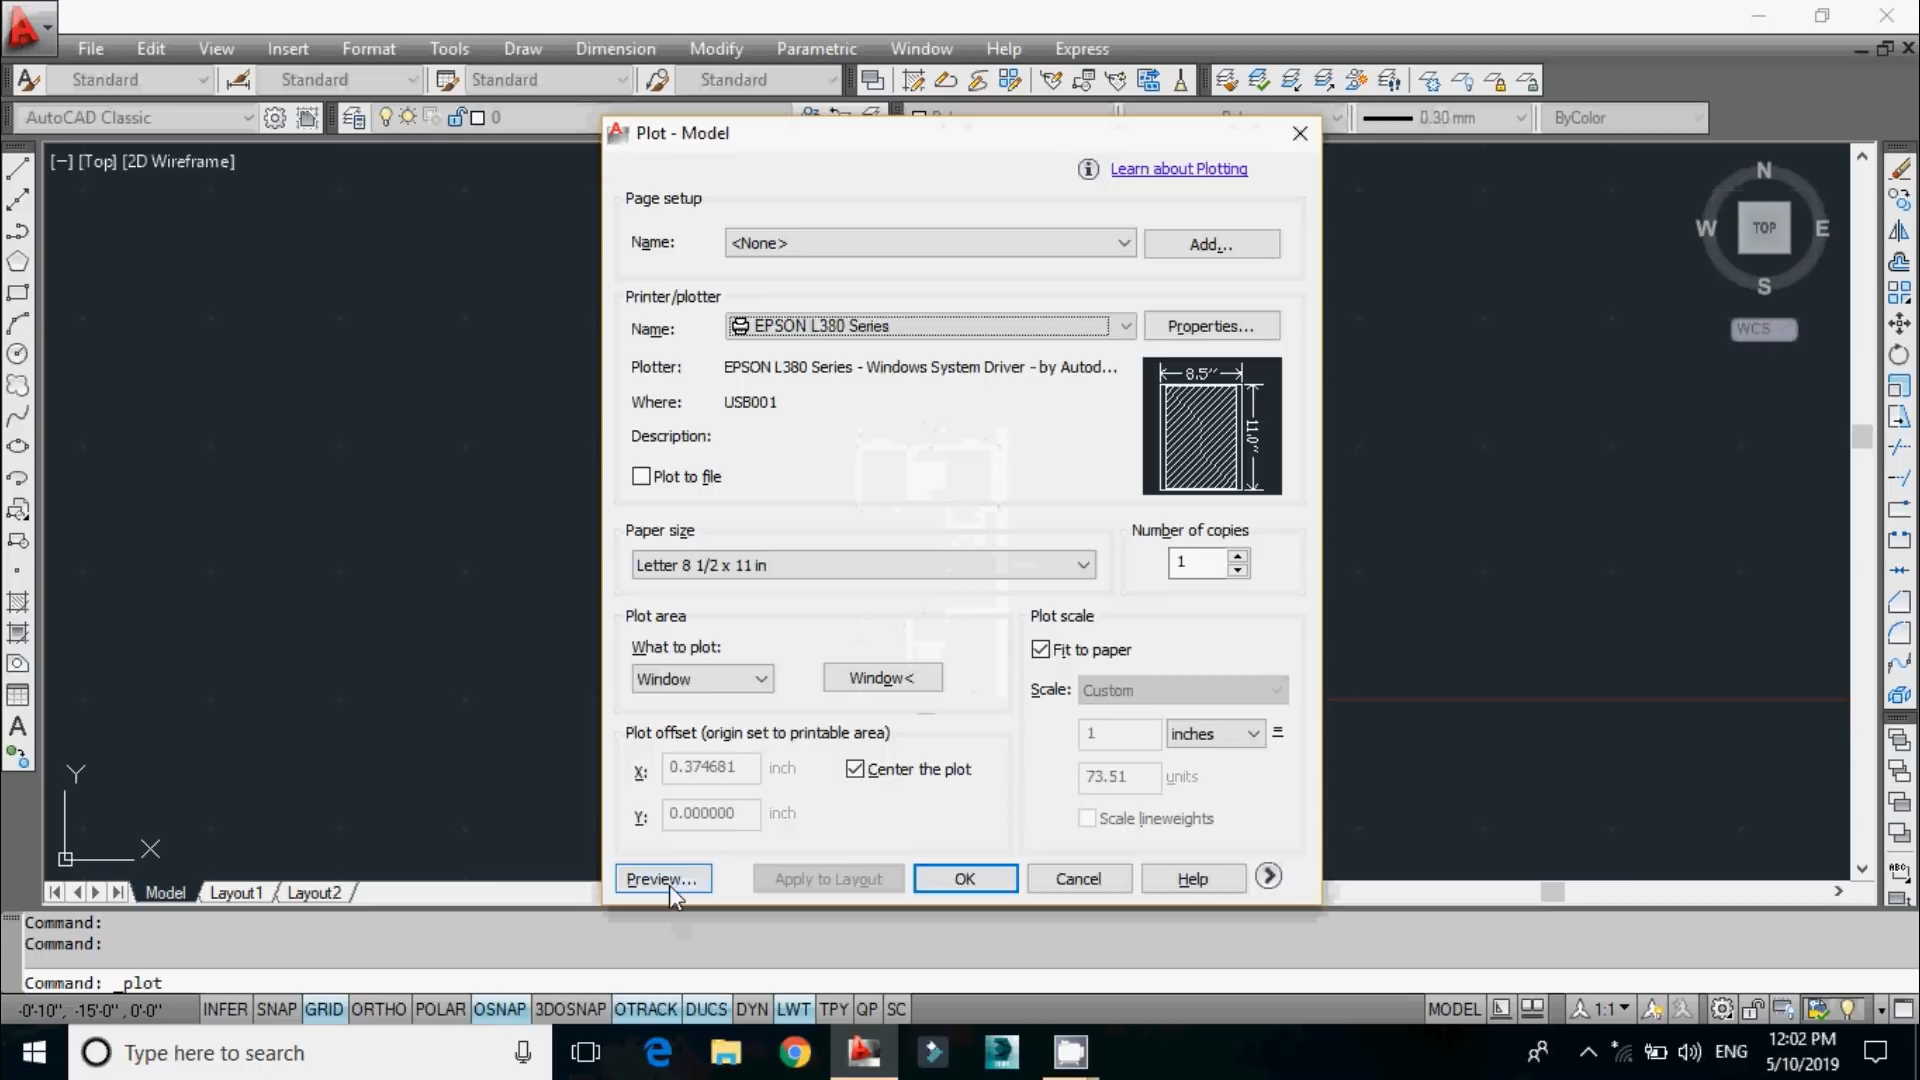 File Edit View Insert Format Tools Draw Dimension Modify Parametric Window Help Express
Standard Standard Standard Standard
AutoCAD Classic 0 0.30 mm ByColor
[−] [Top] [2D Wireframe]
N
W TOP E
S
WCS
Plot - Model
Learn about Plotting
Page setup
Name: <None> Add...
Printer/plotter
Name: EPSON L380 Series Properties...
Plotter: EPSON L380 Series - Windows System Driver - by Autod...
Where: USB001
Description:
Plot to file
8.5''
11.0''
Paper size
Letter 8 1/2 x 11 in
Number of copies
1
Plot area
What to plot:
Window Window<
Plot scale
Fit to paper
Scale: Custom
1 inches =
73.51 units
Scale lineweights
Plot offset (origin set to printable area)
X: 0.374681 inch Center the plot
Y: 0.000000 inch
Preview... Apply to Layout OK Cancel Help
Y
X
Model Layout1 Layout2
Command:
Command:
Command: _plot
-0'-10", -15'-0" , 0'-0" INFER SNAP GRID ORTHO POLAR OSNAP 3DOSNAP OTRACK DUCS DYN LWT TPY QP SC MODEL 1:1
Type here to search ENG 12:02 PM
5/10/2019